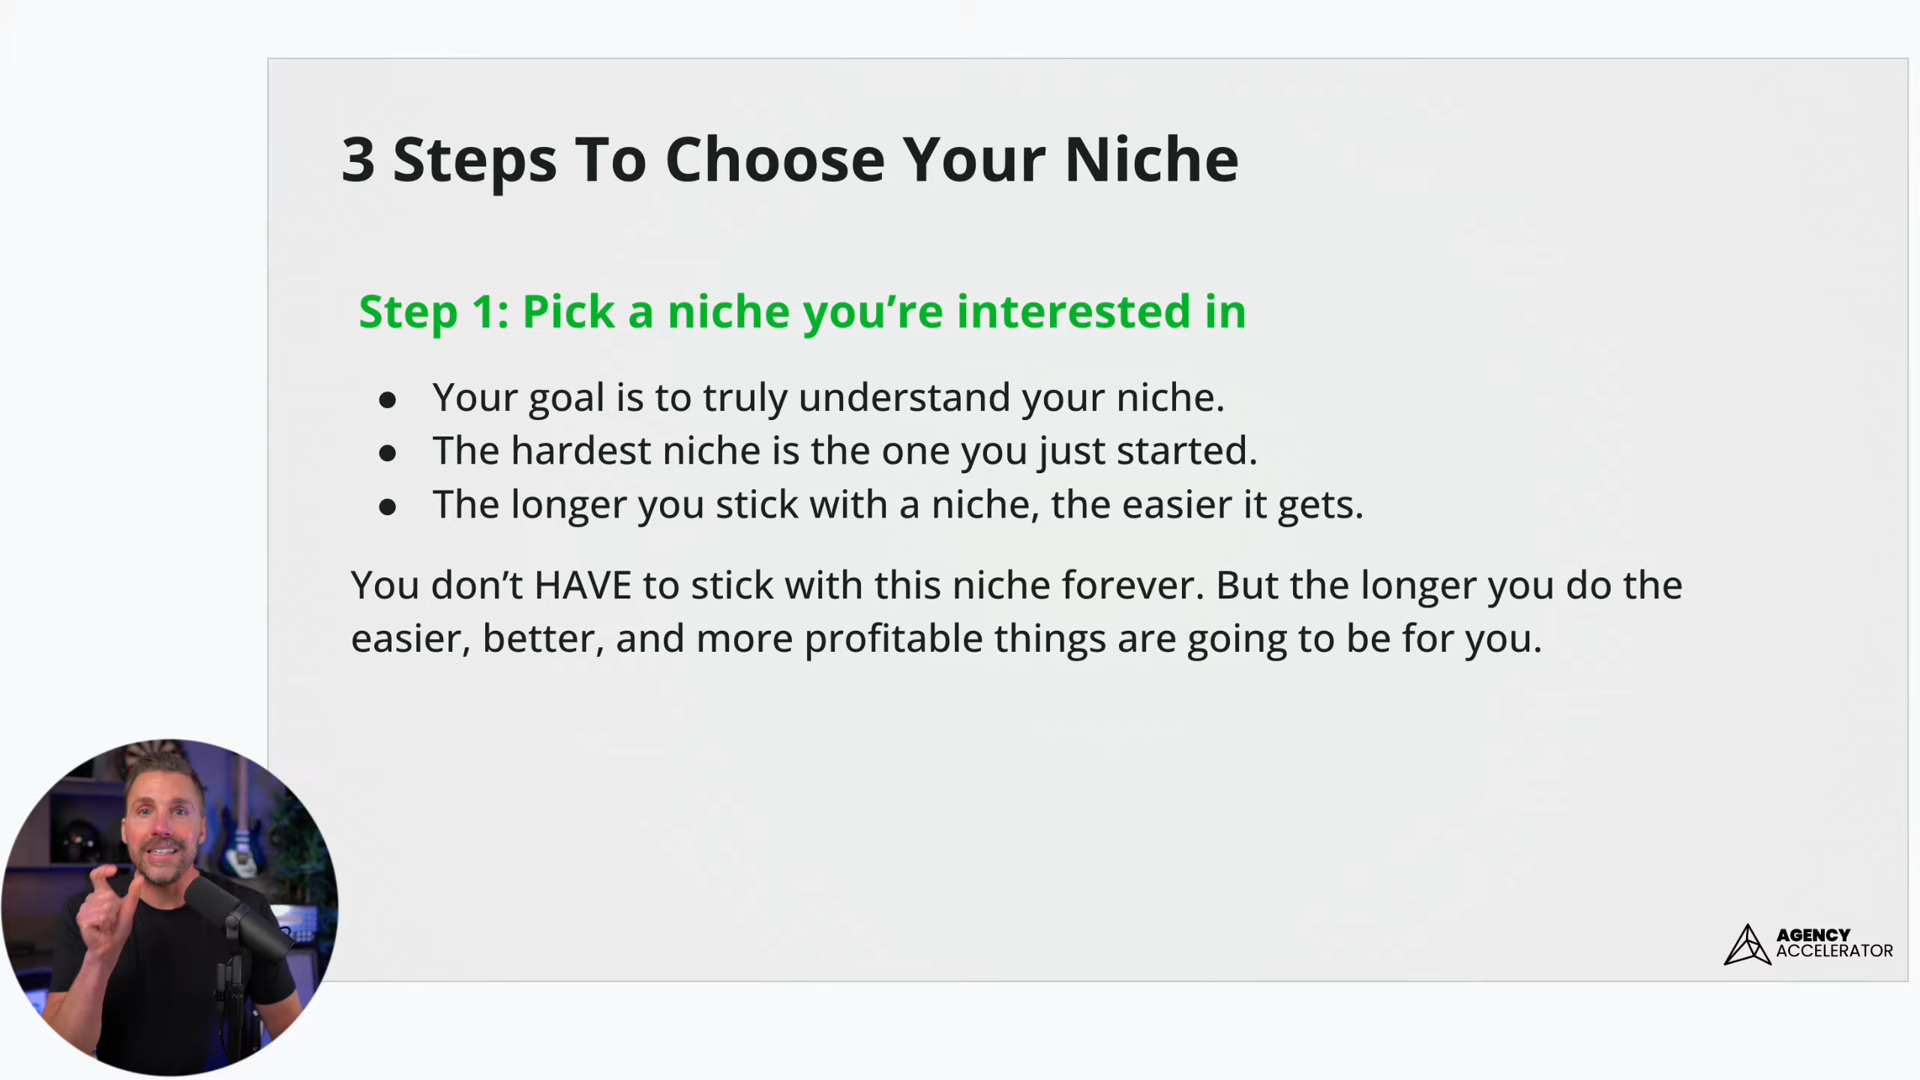 3 Steps To Choose Your Niche
Step 1: Pick a niche you’re interested in
● Your goal is to truly understand your niche.
● The hardest niche is the one you just started.
● The longer you stick with a niche, the easier it gets.
You don’t HAVE to stick with this niche forever. But the longer you do the
easier, better, and more profitable things are going to be for you.
AGENCY
ACCELERATOR